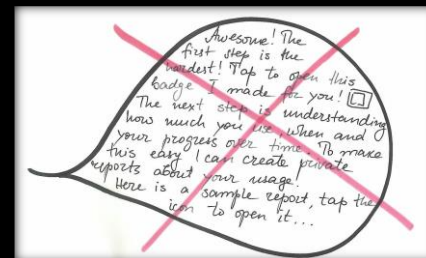 Awesome! The
first step is the
hardest! Tap to open this
badge I made for you!
The next step is understanding
how much you use, when and
your progress over time. To make
this easy I can create private
reports about your usage.
Here is a sample report, tap the
icon to open it...